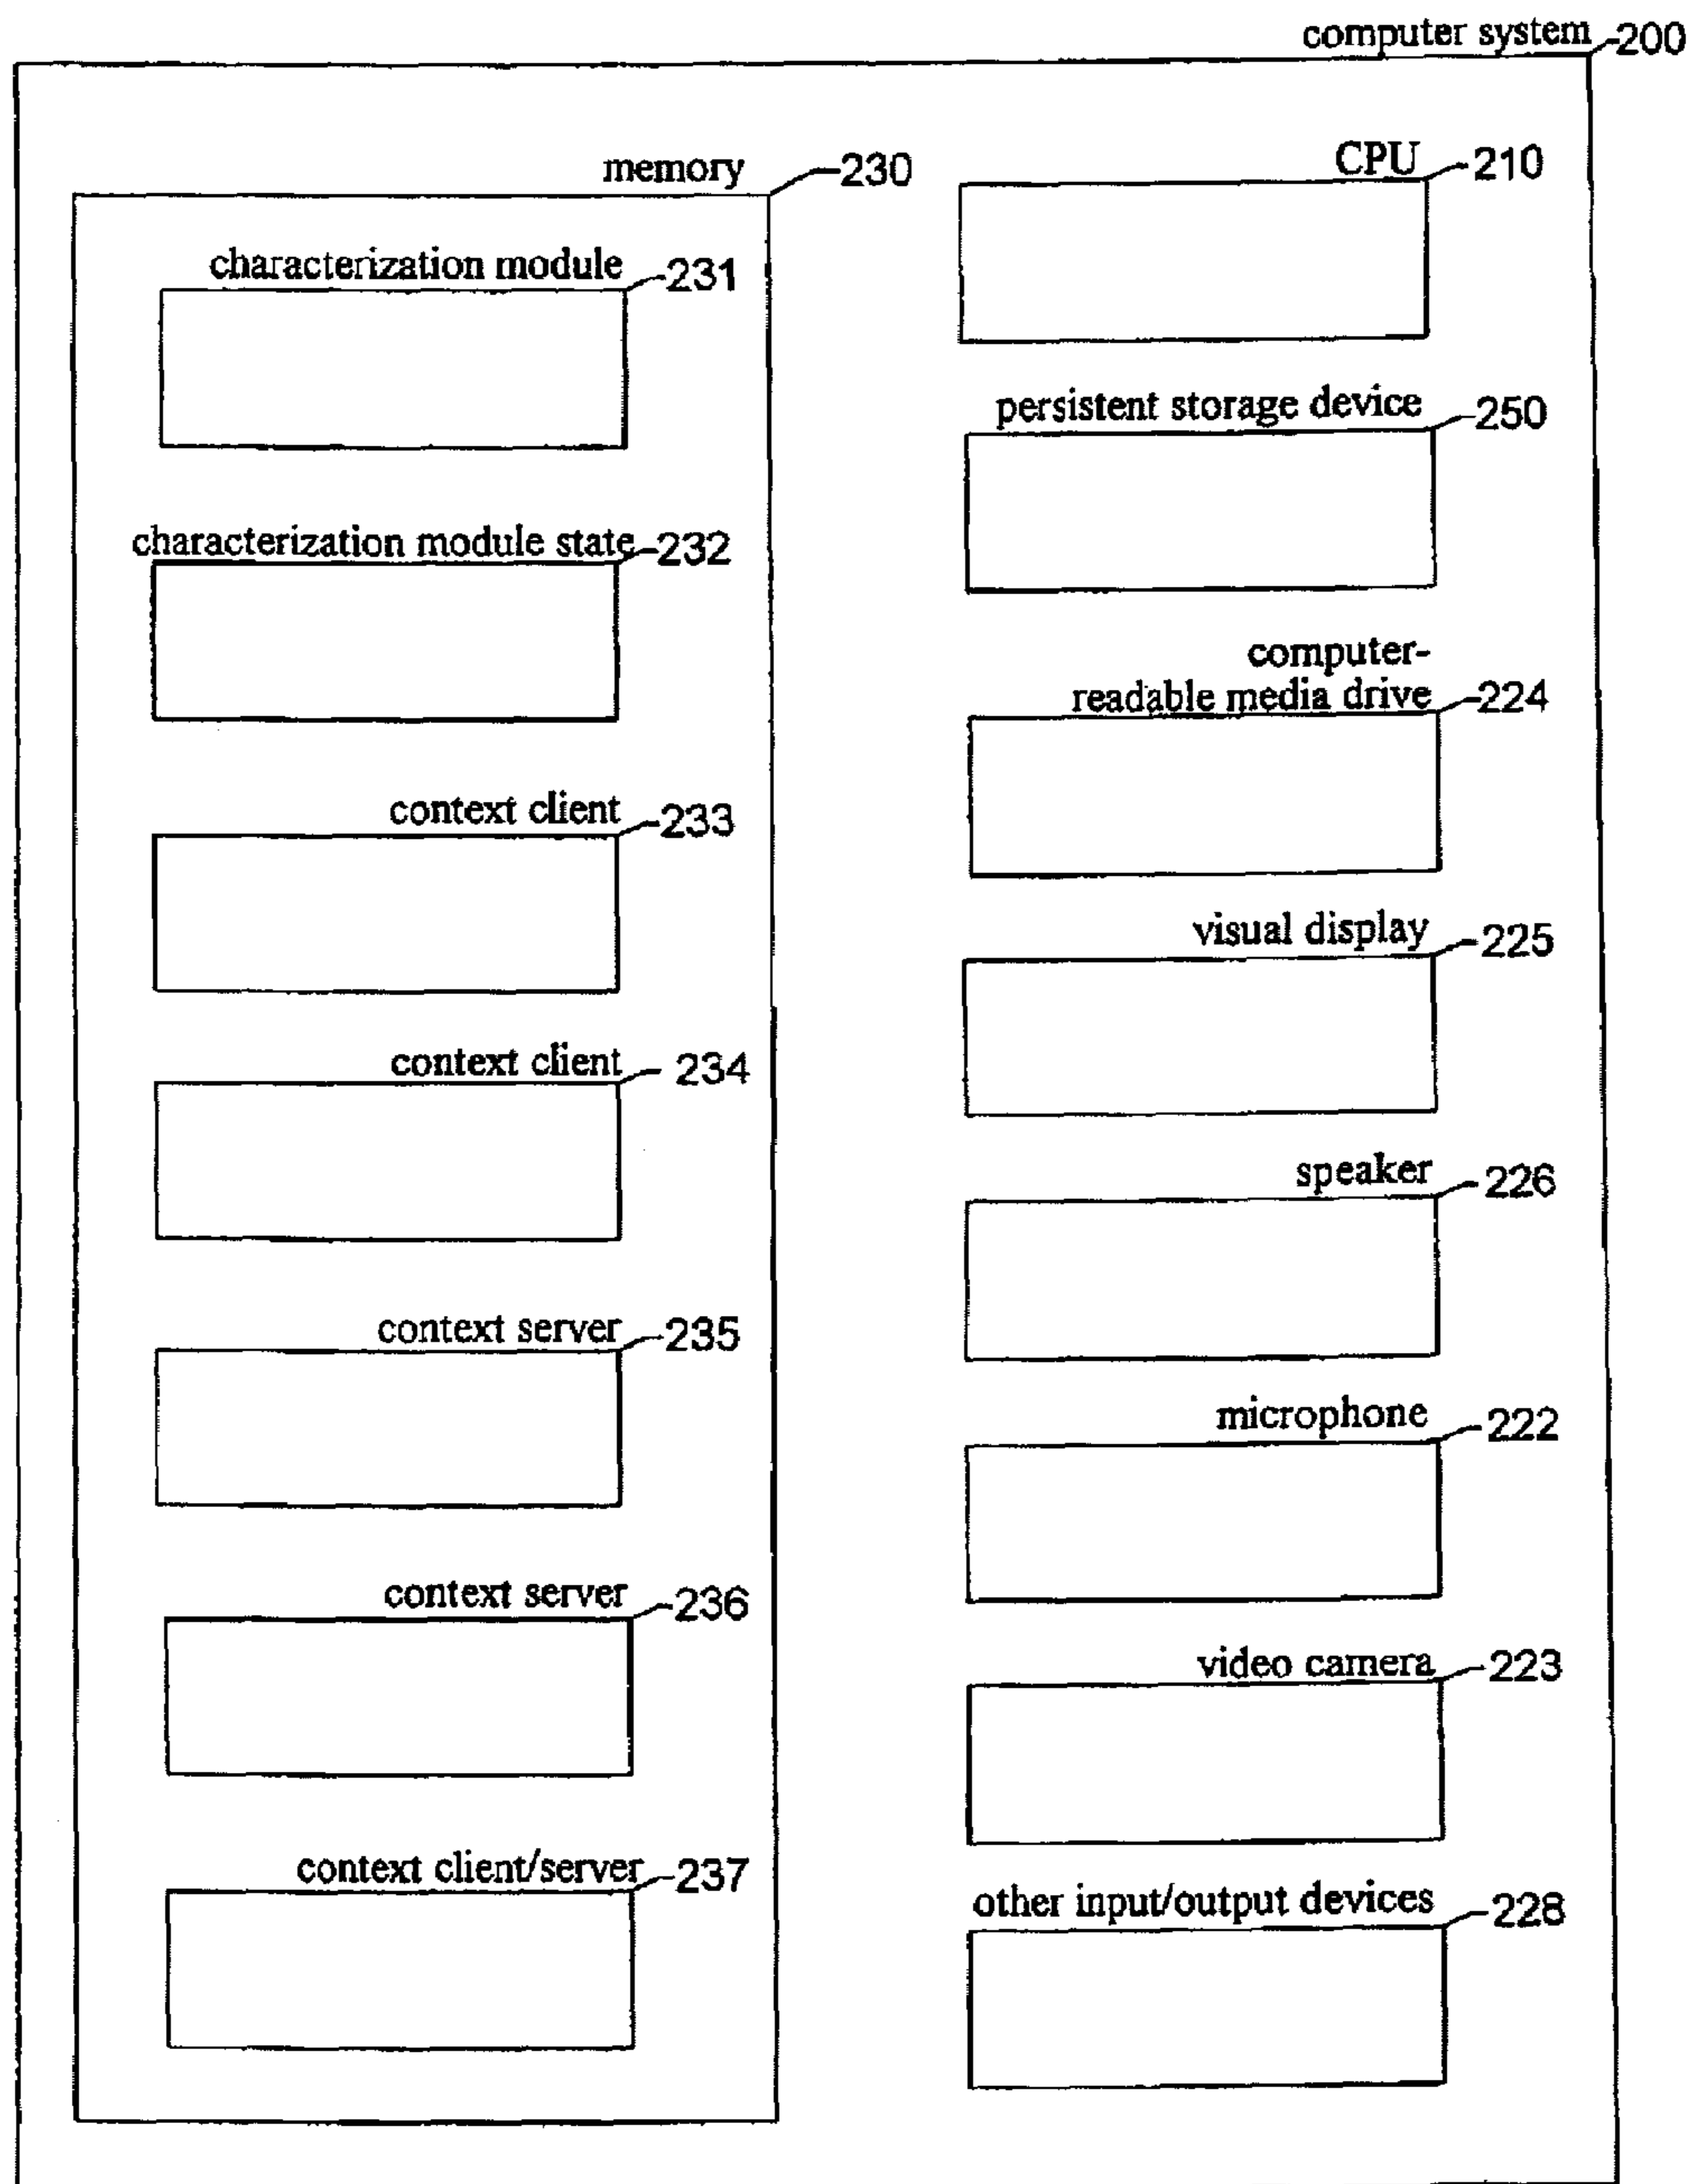 computer system 200
memory 230
characterization module 231
characterization module state 232
context client 233
context client 234
context server 235
context server 236
context client/server 237
CPU 210
persistent storage device 250
computer-
readable media drive 224
visual display 225
speaker 226
microphone 222
video camera 223
other input/output devices 228